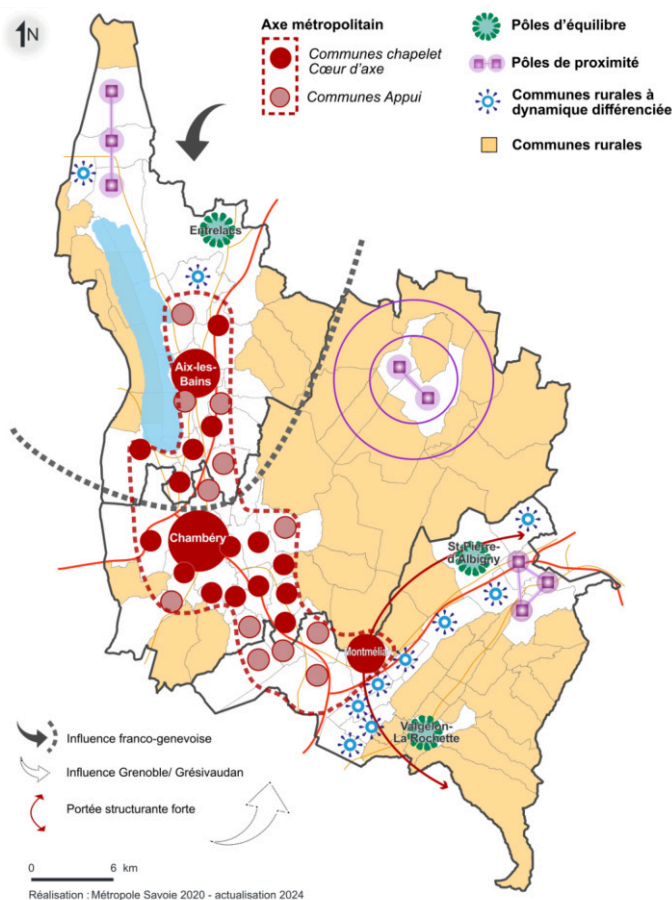 1N
Axe métropolitain
Communes chapelet
Cœur d'axe
Communes Appui
Pôles d'équilibre
Pôles de proximité
Communes rurales à
dynamique différenciée
Communes rurales
Entrelacs
Aix-les-
Bains
Chambéry
St-Pierre-
d'Albigny
Montmélian
Valgelon-
La Rochette
Influence franco-genevoise
Influence Grenoble/ Grésivaudan
Portée structurante forte
0 6 km
Réalisation : Métropole Savoie 2020 - actualisation 2024